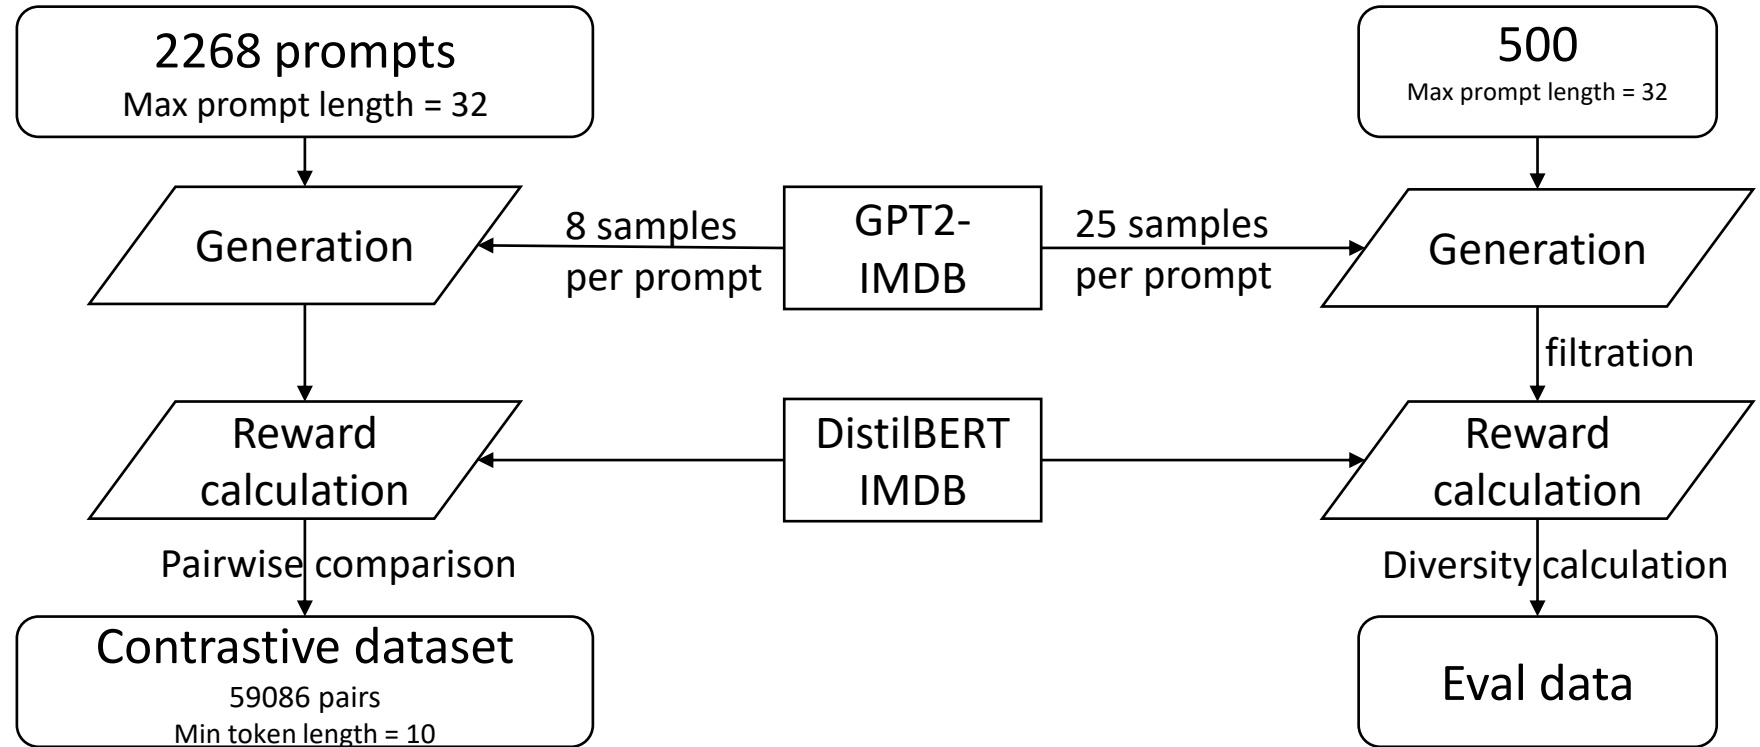 2268 prompts
Max prompt length = 32
500
Max prompt length = 32
Generation
8 samples
per prompt
GPT2-
IMDB
25 samples
per prompt
Generation
filtration
Reward
calculation
DistilBERT
IMDB
Reward
calculation
Pairwise comparison
Diversity calculation
Contrastive dataset
59086 pairs
Min token length = 10
Eval data